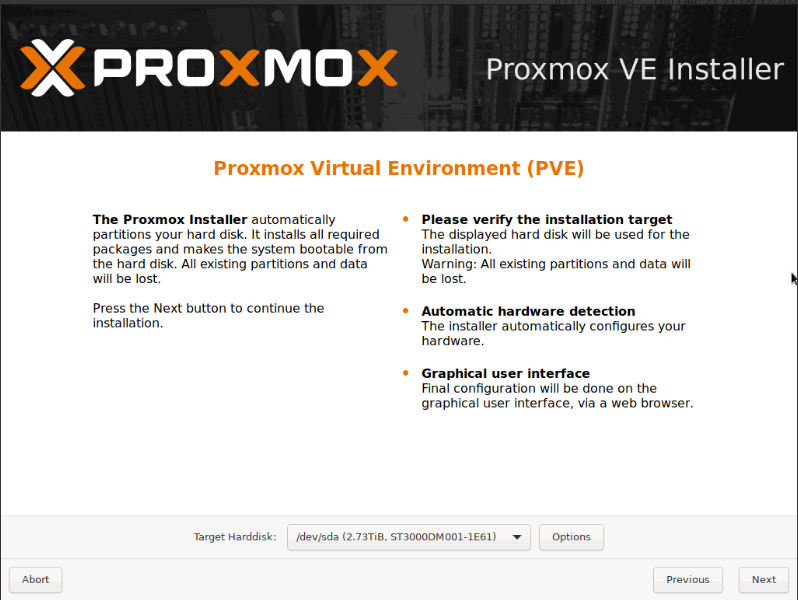 PROXMOX
Proxmox VE Installer
Proxmox Virtual Environment (PVE)
The Proxmox Installer automatically
partitions your hard disk. It installs all required
packages and makes the system bootable from
the hard disk. All existing partitions and data
will be lost.
Press the Next button to continue the
installation.
• Please verify the installation target
The displayed hard disk will be used for the
installation.
Warning: All existing partitions and data will
be lost.
• Automatic hardware detection
The installer automatically configures your
hardware.
• Graphical user interface
Final configuration will be done on the
graphical user interface, via a web browser.
Target Harddisk: /dev/sda (2.73TiB, ST3000DM001-1E61) Options
Abort Previous Next